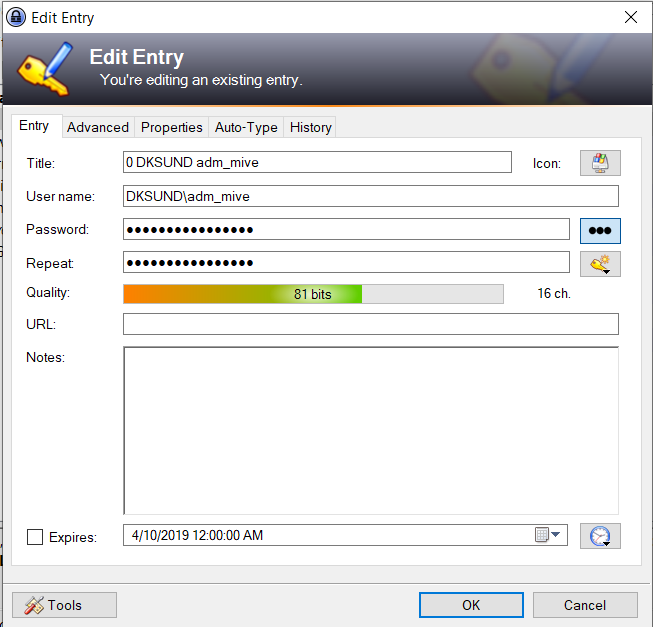 Edit Entry
Edit Entry
You're editing an existing entry.
Entry Advanced Properties Auto-Type History
Title: 0 DKSUND adm_mive Icon:
User name: DKSUND\adm_mive
Password: ●●●●●●●●●●●●●●●● ●●●
Repeat: ●●●●●●●●●●●●●●●●
Quality: 81 bits 16 ch.
URL:
Notes:
Expires: 4/10/2019 12:00:00 AM
Tools OK Cancel